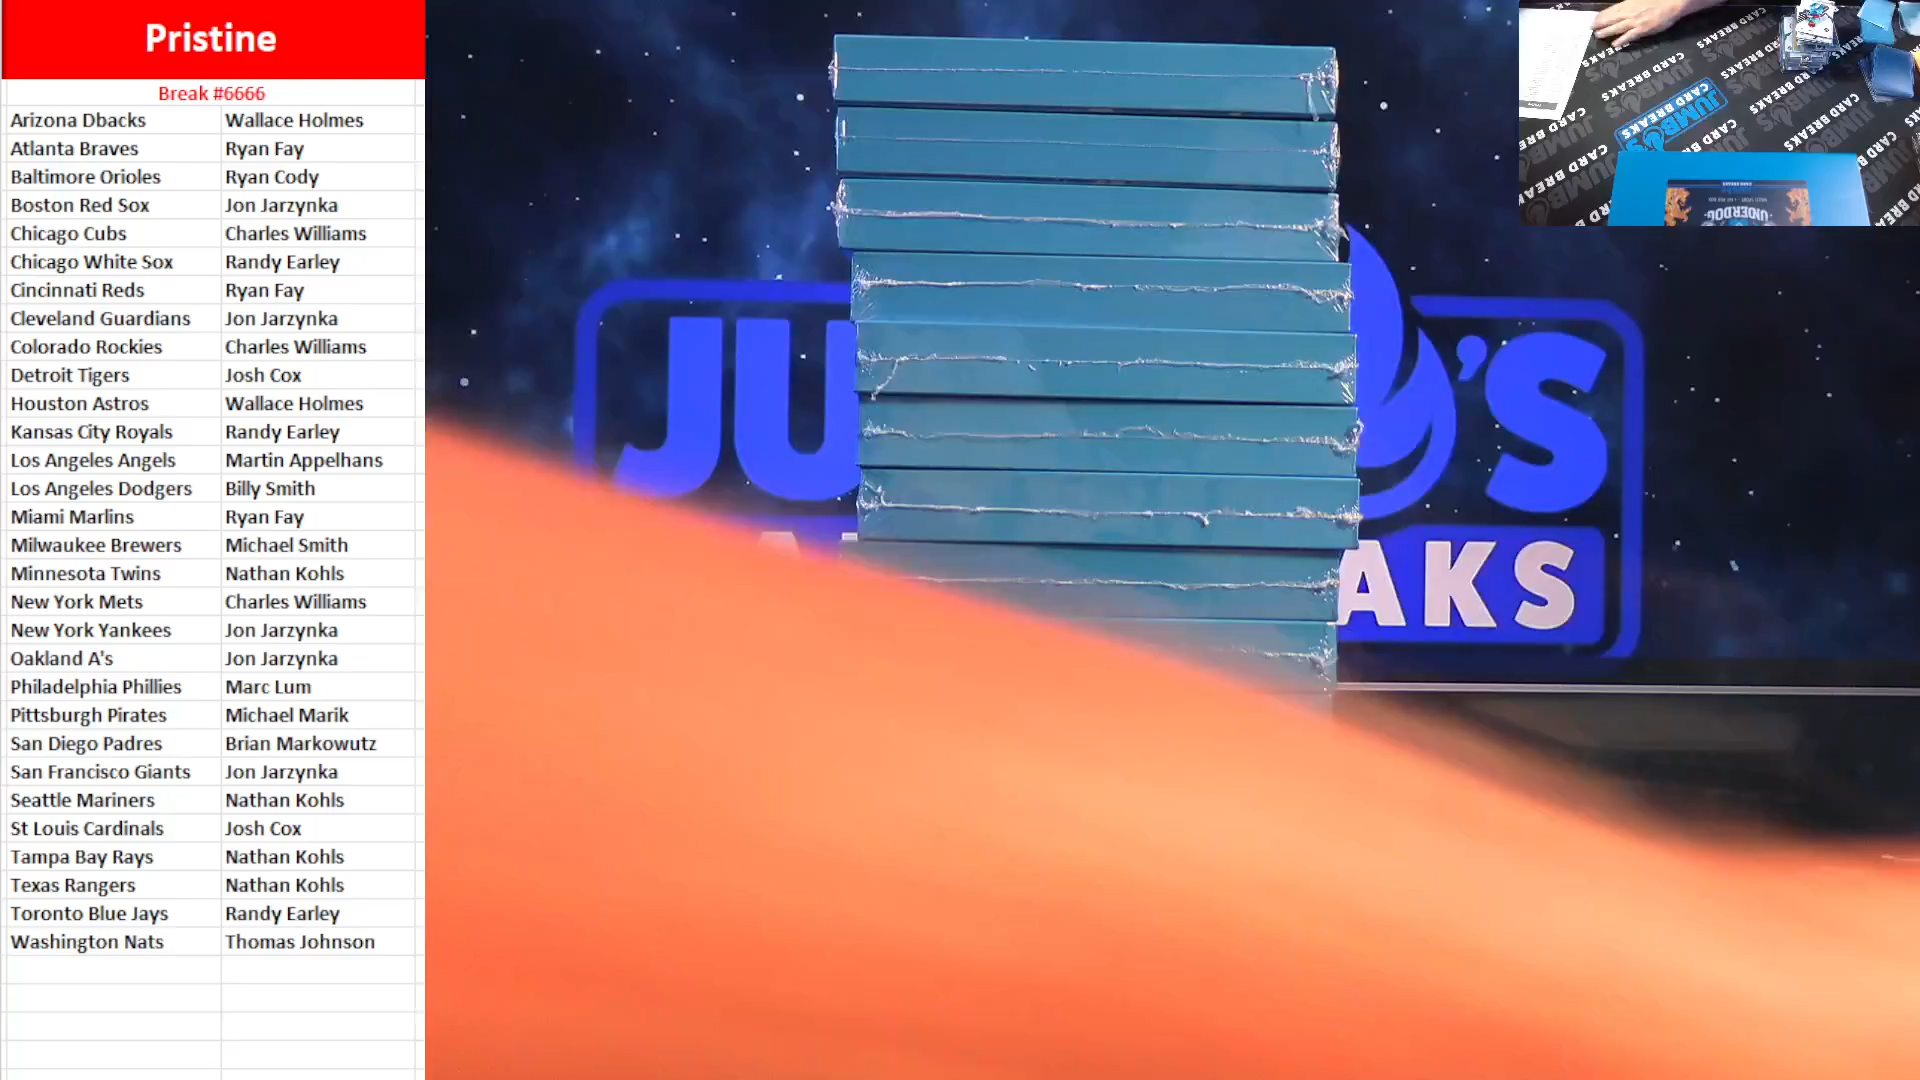 Pristine
Break #6666
Arizona Dbacks Wallace Holmes
Atlanta Braves Ryan Fay
Baltimore Orioles Ryan Cody
Boston Red Sox Jon Jarzynka
Chicago Cubs Charles Williams
Chicago White Sox Randy Earley
Cincinnati Reds Ryan Fay
Cleveland Guardians Jon Jarzynka
Colorado Rockies Charles Williams
Detroit Tigers Josh Cox
Houston Astros Wallace Holmes
Kansas City Royals Randy Earley
Los Angeles Angels Martin Appelhans
Los Angeles Dodgers Billy Smith
Miami Marlins Ryan Fay
Milwaukee Brewers Michael Smith
Minnesota Twins Nathan Kohls
New York Mets Charles Williams
New York Yankees Jon Jarzynka
Oakland A's Jon Jarzynka
Philadelphia Phillies Marc Lum
Pittsburgh Pirates Michael Marik
San Diego Padres Brian Markowutz
San Francisco Giants Jon Jarzynka
Seattle Mariners Nathan Kohls
St Louis Cardinals Josh Cox
Tampa Bay Rays Nathan Kohls
Texas Rangers Nathan Kohls
Toronto Blue Jays Randy Earley
Washington Nats Thomas Johnson
JU 'S
AKS
JUMBO'S
CARD BREAKS
UNDERDOG